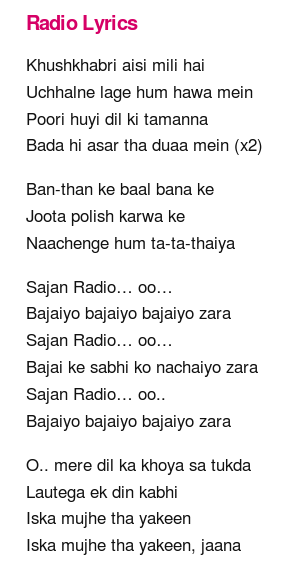 Radio Lyrics
Khushkhabri aisi mili hai
Uchhalne lage hum hawa mein
Poori huyi dil ki tamanna
Bada hi asar tha duaa mein (x2)
Ban-than ke baal bana ke
Joota polish karwa ke
Naachenge hum ta-ta-thaiya
Sajan Radio… oo…
Bajaiyo bajaiyo bajaiyo zara
Sajan Radio… oo…
Bajai ke sabhi ko nachaiyo zara
Sajan Radio… oo..
Bajaiyo bajaiyo bajaiyo zara
O.. mere dil ka khoya sa tukda
Lautega ek din kabhi
Iska mujhe tha yakeen
Iska mujhe tha yakeen, jaana